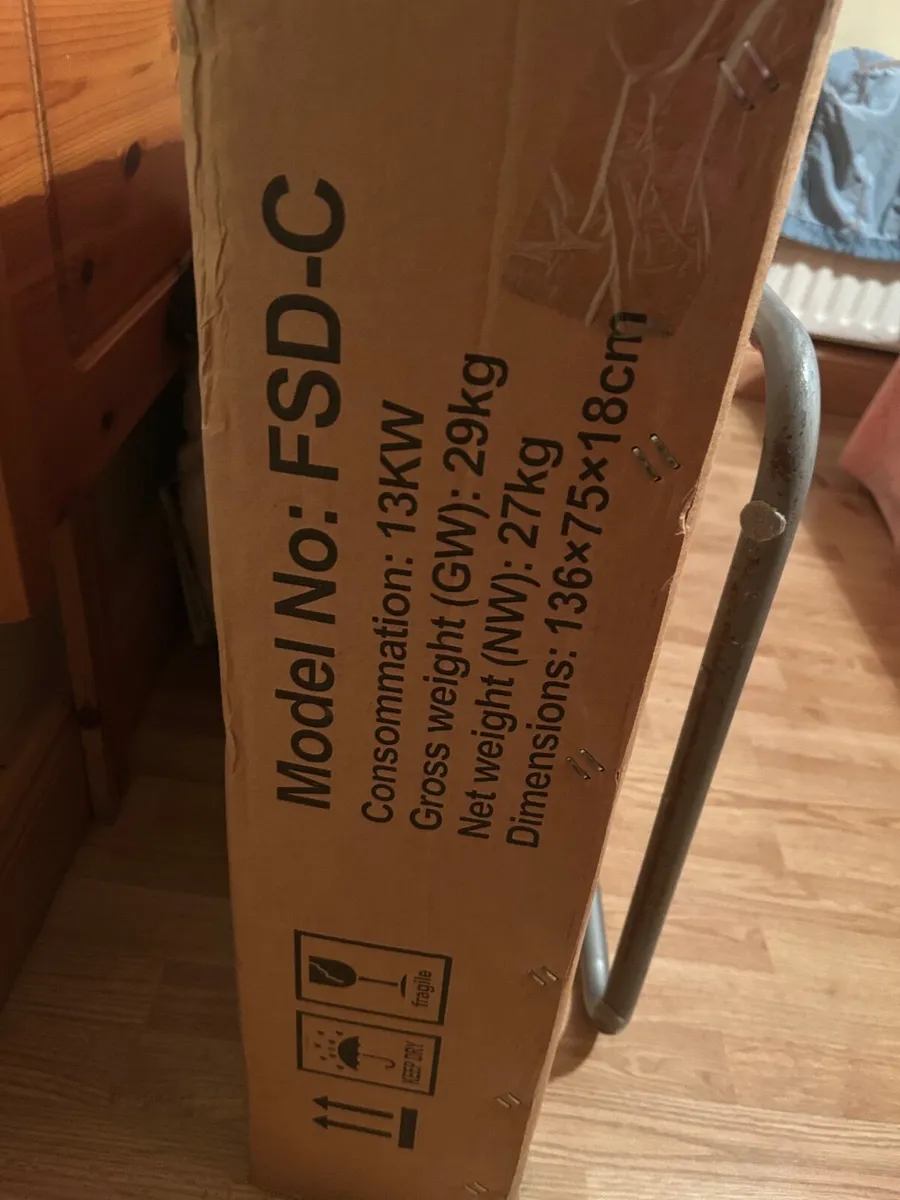 Model No: FSD-C
Consommation: 13KW
Gross weight (GW): 29kg
Net weight (NW): 27kg
Dimensions: 136×75×18cm
fragile
KEEP DRY